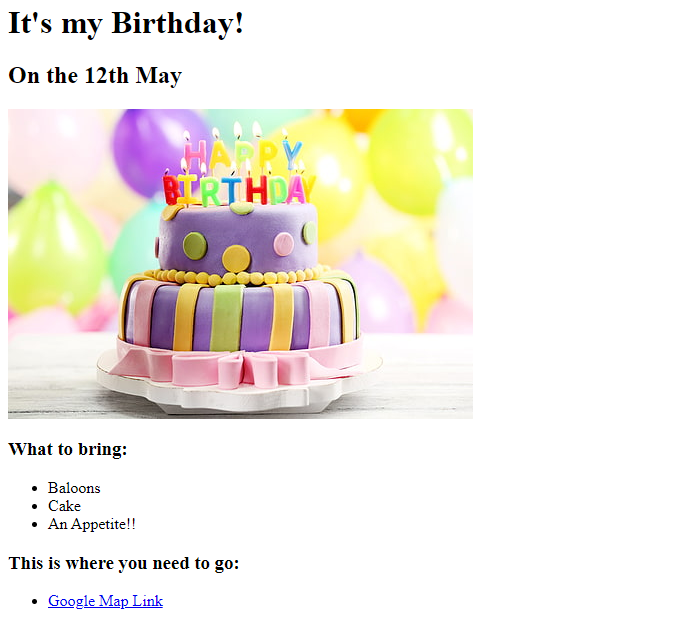 It's my Birthday!
On the 12th May
HAPPY
BIRTHDAY
What to bring:
Baloons
Cake
An Appetite!!
This is where you need to go:
Google Map Link